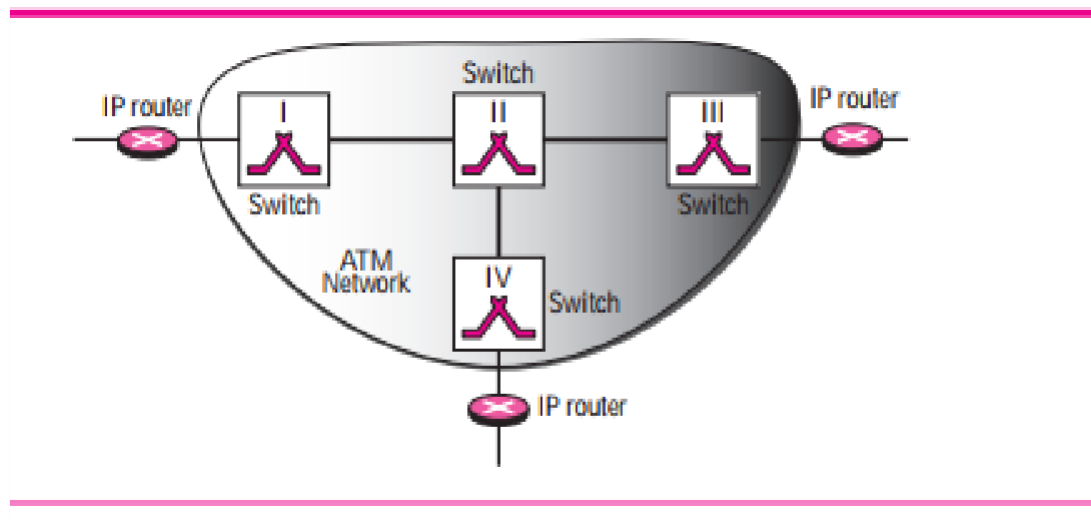 Switch
IP router
I
II
III
IP router
Switch
Switch
ATM
Network
IV
Switch
IP router